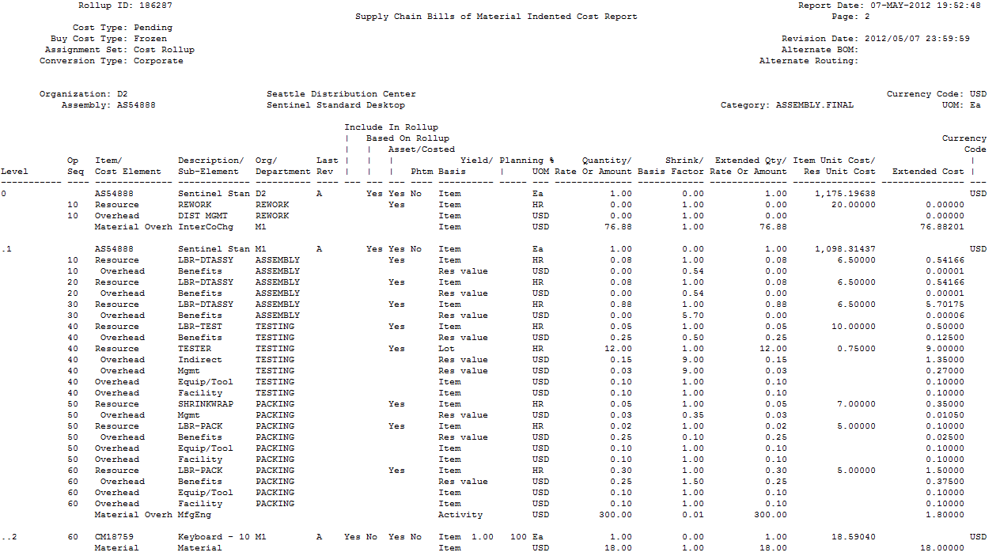 Rollup ID: 186287 Report Date: 07-MAY-2012 19:52:48
Supply Chain Bills of Material Indented Cost Report Page: 2
Cost Type: Pending
Buy Cost Type: Frozen Revision Date: 2012/05/07 23:59:59
Assignment Set: Cost Rollup Alternate BOM:
Conversion Type: Corporate Alternate Routing:
Organization: D2 Seattle Distribution Center Currency Code: USD
Assembly: AS54888 Sentinel Standard Desktop Category: ASSEMBLY.FINAL UOM: Ea
Include In Rollup
| Based On Rollup Currency
| | Asset/Costed Code
Op Item/ Description/ Org/ Last | | | Yield/ Planning % Quantity/ Shrink/ Extended Qty/ Item Unit Cost/ |
Level Seq Cost Element Sub-Element Department Rev | | | Phtm Basis | UOM Rate Or Amount Basis Factor Rate Or Amount Res Unit Cost Extended Cost |
----------- ---- ------------- ------------- ---------- ---- --- --- --- ---- ---------- ----- --- -------------- ------------ -------------- --------------- --------------- ---
0 AS54888 Sentinel Stan D2 A Yes Yes No Item Ea 1.00 0.00 1.00 1,175.19638 USD
10 Resource REWORK REWORK Yes Item HR 0.00 1.00 0.00 20.00000 0.00000
10 Overhead DIST MGMT REWORK Item USD 0.00 1.00 0.00 0.00000
Material Overh InterCoChg M1 Item USD 76.88 1.00 76.88 76.88201
.1 AS54888 Sentinel Stan M1 A Yes Yes No Item Ea 1.00 0.00 1.00 1,098.31437 USD
10 Resource LBR-DTASSY ASSEMBLY Yes Item HR 0.08 1.00 0.08 6.50000 0.54166
10 Overhead Benefits ASSEMBLY Res value USD 0.00 0.54 0.00 0.00001
20 Resource LBR-DTASSY ASSEMBLY Yes Item HR 0.08 1.00 0.08 6.50000 0.54166
20 Overhead Benefits ASSEMBLY Res value USD 0.00 0.54 0.00 0.00001
30 Resource LBR-DTASSY ASSEMBLY Yes Item HR 0.88 1.00 0.88 6.50000 5.70175
30 Overhead Benefits ASSEMBLY Res value USD 0.00 5.70 0.00 0.00006
40 Resource LBR-TEST TESTING Yes Item HR 0.05 1.00 0.05 10.00000 0.50000
40 Overhead Benefits TESTING Res value USD 0.25 0.50 0.25 0.12500
40 Resource TESTER TESTING Yes Lot HR 12.00 1.00 12.00 0.75000 9.00000
40 Overhead Indirect TESTING Res value USD 0.15 9.00 0.15 1.35000
40 Overhead Mgmt TESTING Res value USD 0.03 9.00 0.03 0.27000
40 Overhead Equip/Tool TESTING Item USD 0.10 1.00 0.10 0.10000
40 Overhead Facility TESTING Item USD 0.10 1.00 0.10 0.10000
50 Resource SHRINKWRAP PACKING Yes Item HR 0.05 1.00 0.05 7.00000 0.35000
50 Overhead Mgmt PACKING Res value USD 0.03 0.35 0.03 0.01050
50 Resource LBR-PACK PACKING Yes Item HR 0.02 1.00 0.02 5.00000 0.10000
50 Overhead Benefits PACKING Res value USD 0.25 0.10 0.25 0.02500
50 Overhead Equip/Tool PACKING Item USD 0.10 1.00 0.10 0.10000
50 Overhead Facility PACKING Item USD 0.10 1.00 0.10 0.10000
60 Resource LBR-PACK PACKING Yes Item HR 0.30 1.00 0.30 5.00000 1.50000
60 Overhead Benefits PACKING Res value USD 0.25 1.50 0.25 0.37500
60 Overhead Equip/Tool PACKING Item USD 0.10 1.00 0.10 0.10000
60 Overhead Facility PACKING Item USD 0.10 1.00 0.10 0.10000
Material Overh MfgEng Activity USD 300.00 0.01 300.00 1.80000
..2 60 CM18759 Keyboard - 10 M1 A Yes No Yes No Item 1.00 100 Ea 1.00 0.00 1.00 18.59040 USD
Material Material Item USD 18.00 1.00 18.00 18.00000